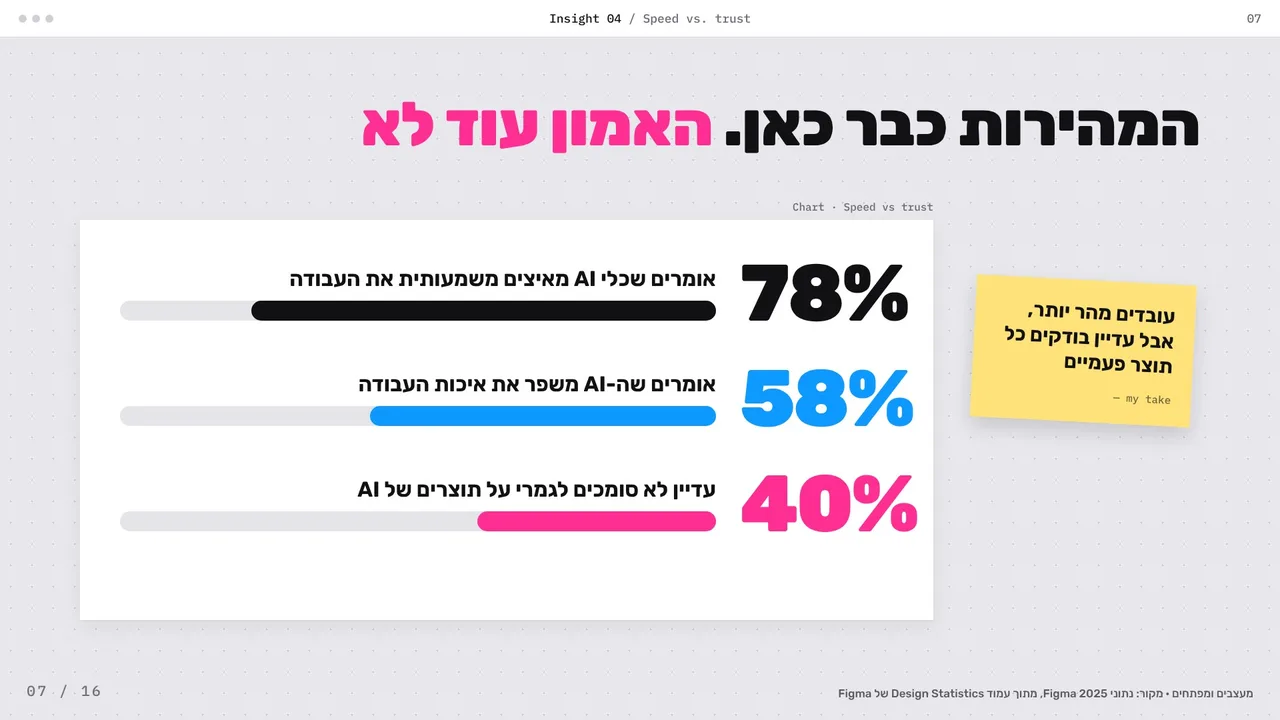 Insight 04 / Speed vs. trust
07
המהירות כבר כאן. האמון עוד לא
Chart · Speed vs trust
78%
אומרים שכלי AI מאיצים משמעותית את העבודה
58%
אומרים שה-AI משפר את איכות העבודה
40%
עדיין לא סומכים לגמרי על תוצרים של AI
עובדים מהר יותר,
אבל עדיין בודקים כל
תוצר פעמיים
— my take
מעצבים ומפתחים • מקור: נתוני Figma 2025, מתוך עמוד Design Statistics של Figma
07 / 16